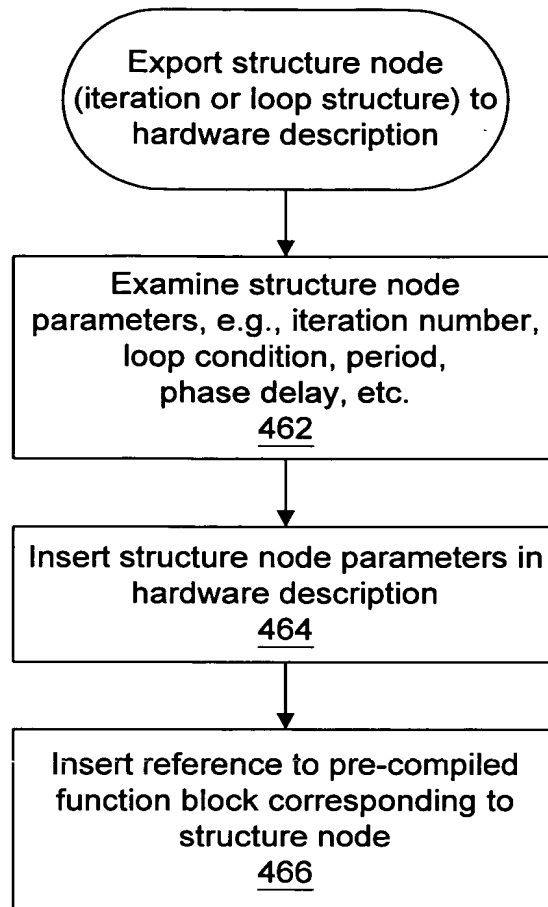 Export structure node
(iteration or loop structure) to
hardware description
Examine structure node
parameters, e.g., iteration number,
loop condition, period,
phase delay, etc.
462
Insert structure node parameters in
hardware description
464
Insert reference to pre-compiled
function block corresponding to
structure node
466